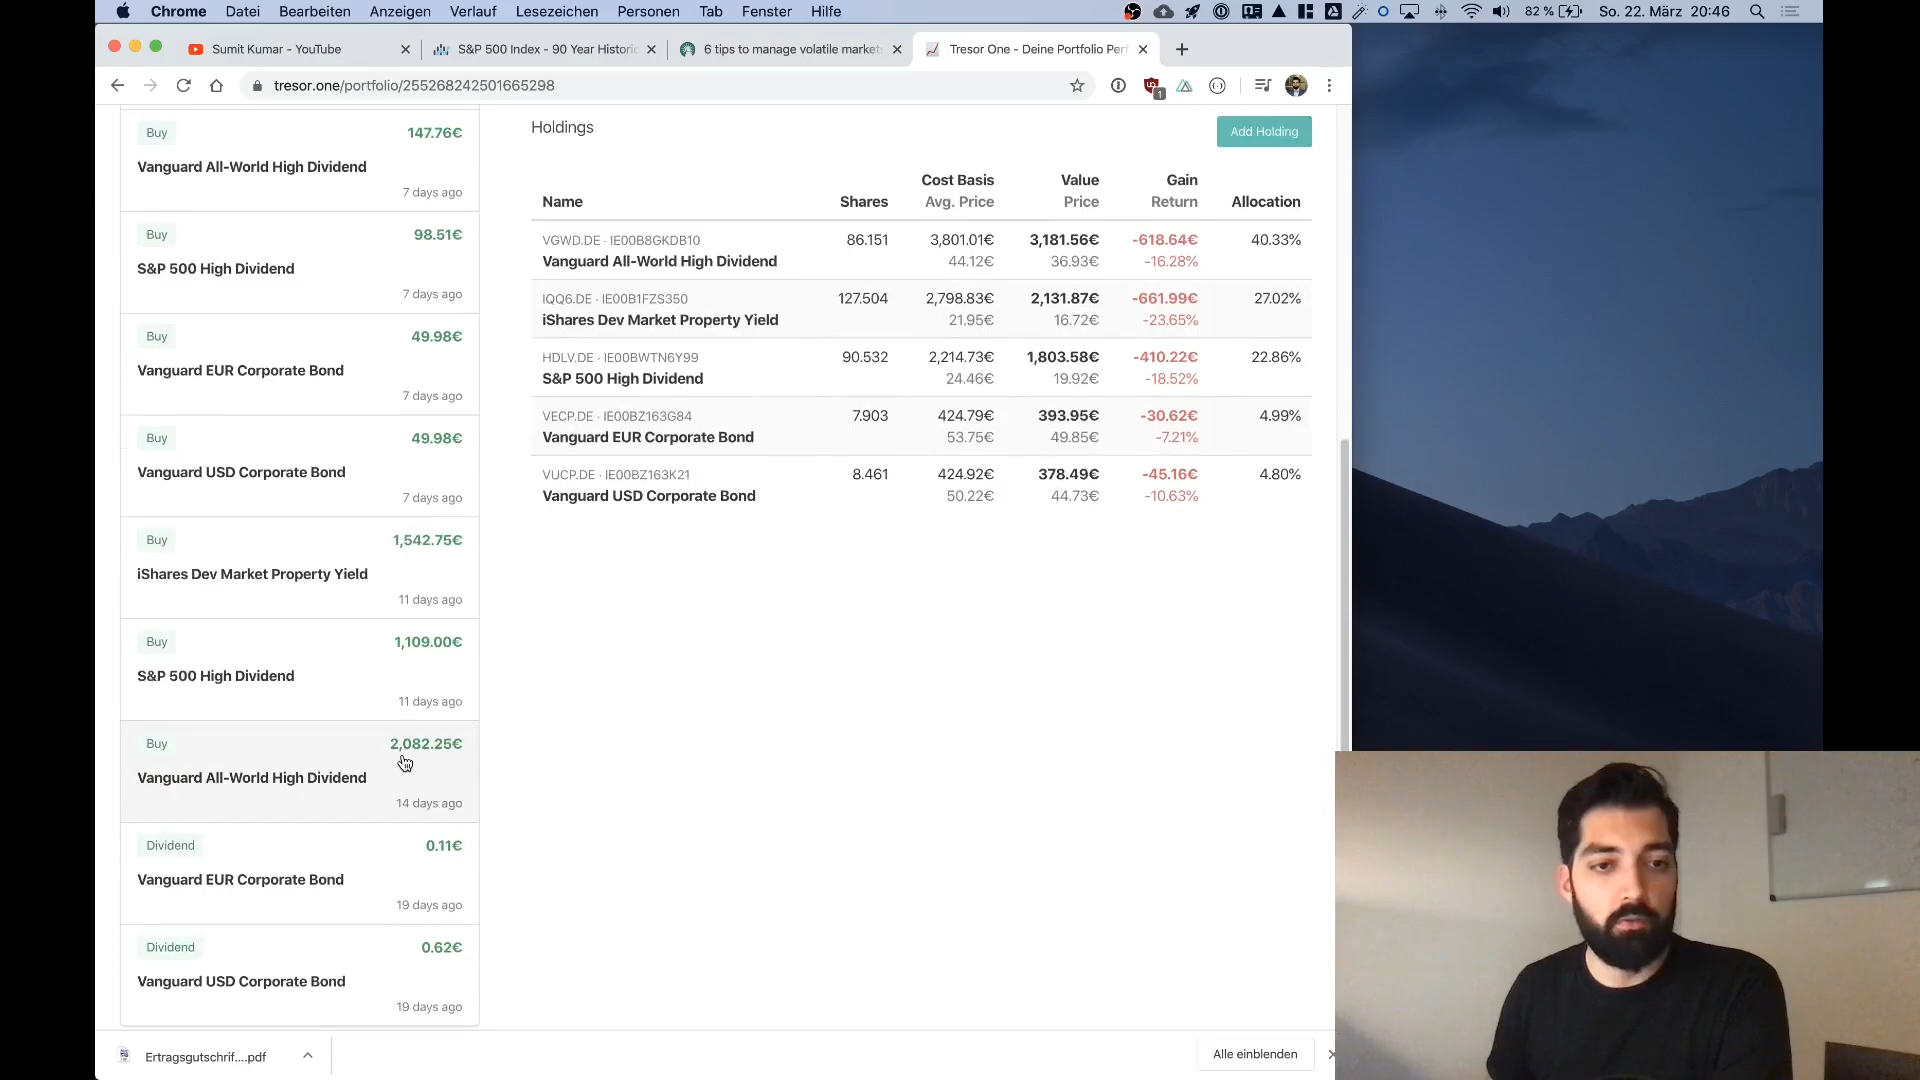 Chrome Datei Bearbeiten Anzeigen Verlauf Lesezeichen Personen Tab Fenster Hilfe 82 % So. 22. März 20:46
Sumit Kumar - YouTube S&P 500 Index - 90 Year Historic 6 tips to manage volatile market Tresor One - Deine Portfolio Perf
tresor.one/portfolio/255268242501665298 1
Buy 147.76€
Vanguard All-World High Dividend
7 days ago
Buy 98.51€
S&P 500 High Dividend
7 days ago
Buy 49.98€
Vanguard EUR Corporate Bond
7 days ago
Buy 49.98€
Vanguard USD Corporate Bond
7 days ago
Buy 1,542.75€
iShares Dev Market Property Yield
11 days ago
Buy 1,109.00€
S&P 500 High Dividend
11 days ago
Buy 2,082.25€
Vanguard All-World High Dividend
14 days ago
Dividend 0.11€
Vanguard EUR Corporate Bond
19 days ago
Dividend 0.62€
Vanguard USD Corporate Bond
19 days ago
Holdings Add Holding
Cost Basis Value Gain
Name Shares Avg. Price Price Return Allocation
VGWD.DE · IE00B8GKDB10 86.151 3,801.01€ 3,181.56€ -618.64€ 40.33%
Vanguard All-World High Dividend 44.12€ 36.93€ -16.28%
IQQ6.DE · IE00B1FZS350 127.504 2,798.83€ 2,131.87€ -661.99€ 27.02%
iShares Dev Market Property Yield 21.95€ 16.72€ -23.65%
HDLV.DE · IE00BWTN6Y99 90.532 2,214.73€ 1,803.58€ -410.22€ 22.86%
S&P 500 High Dividend 24.46€ 19.92€ -18.52%
VECP.DE · IE00BZ163G84 7.903 424.79€ 393.95€ -30.62€ 4.99%
Vanguard EUR Corporate Bond 53.75€ 49.85€ -7.21%
VUCP.DE · IE00BZ163K21 8.461 424.92€ 378.49€ -45.16€ 4.80%
Vanguard USD Corporate Bond 50.22€ 44.73€ -10.63%
Ertragsgutschrif....pdf Alle einblenden